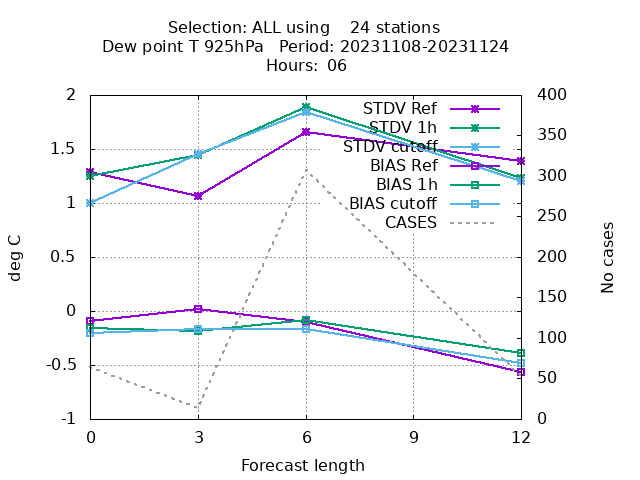 Selection: ALL using    24 stations
Dew point T 925hPa   Period: 20231108-20231124
Hours: 06
2
1.5
1
0.5
0
-0.5
-1
400
350
300
250
200
150
100
50
0
0
3
6
9
12
deg C
No cases
Forecast length
STDV Ref
STDV 1h
STDV cutoff
BIAS Ref
BIAS 1h
BIAS cutoff
CASES